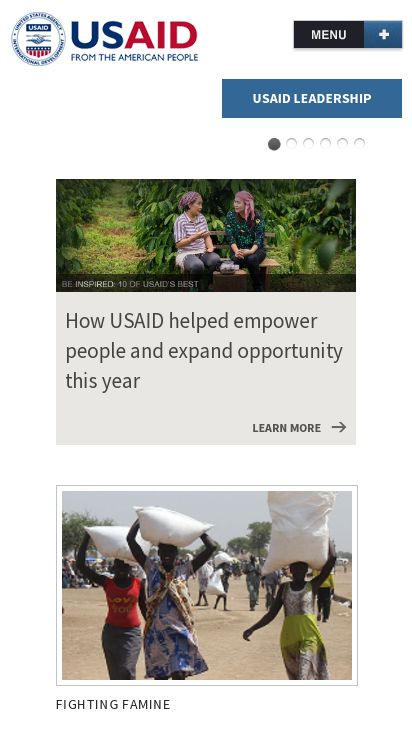 UNITED STATES AGENCY
USAID
INTERNATIONAL DEVELOPMENT
USAID
FROM THE AMERICAN PEOPLE
MENU +
USAID LEADERSHIP
BE INSPIRED: 10 OF USAID'S BEST
How USAID helped empower
people and expand opportunity
this year
LEARN MORE →
LOVE
FIGHTING FAMINE